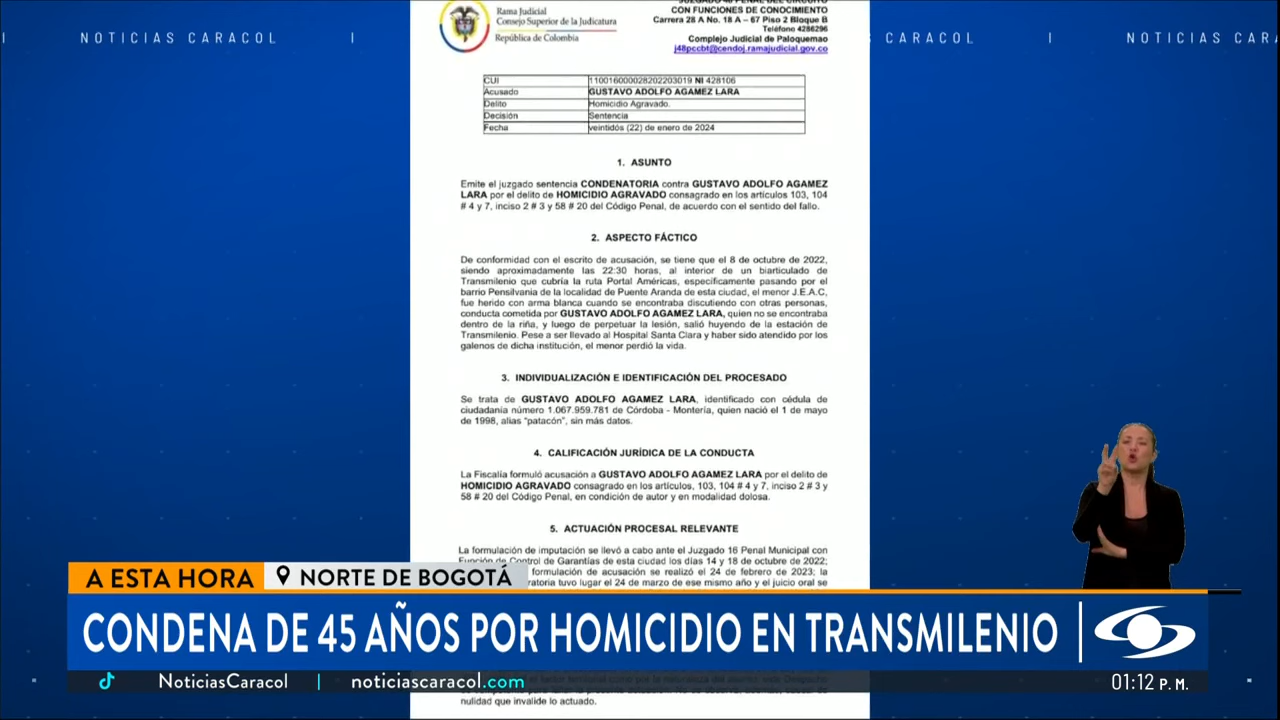 NOTICIAS CARACOL
NOTICIAS CARACOL
NOTICIAS CARA
Rama Judicial
Consejo Superior de la Judicatura
República de Colombia
CON FUNCIONES DE CONOCIMIENTO
Carrera 28 A No. 18 A – 67 Piso 2 Bloque B
Teléfono 4286296
Complejo Judicial de Paloquemao
j48pccbt@cendoj.ramajudicial.gov.co
CUI 110016000028202203019 NI 428106
Acusado GUSTAVO ADOLFO AGAMEZ LARA
Delito Homicidio Agravado.
Decisión Sentencia
Fecha veintidós (22) de enero de 2024
1. ASUNTO
Emite el juzgado sentencia CONDENATORIA contra GUSTAVO ADOLFO AGAMEZ
LARA por el delito de HOMICIDIO AGRAVADO consagrado en los artículos 103, 104
# 4 y 7, inciso 2 # 3 y 58 # 20 del Código Penal, de acuerdo con el sentido del fallo.
2. ASPECTO FÁCTICO
De conformidad con el escrito de acusación, se tiene que el 8 de octubre de 2022,
siendo aproximadamente las 22:30 horas, al interior de un biarticulado de
Transmilenio que cubría la ruta Portal Américas, específicamente pasando por el
barrio Pensilvania de la localidad de Puente Aranda de esta ciudad, el menor J.E.A.C,
fue herido con arma blanca cuando se encontraba discutiendo con otras personas,
conducta cometida por GUSTAVO ADOLFO AGAMEZ LARA, quien no se encontraba
dentro de la riña, y luego de perpetuar la lesión, salió huyendo de la estación de
Transmilenio. Pese a ser llevado al Hospital Santa Clara y haber sido atendido por los
galenos de dicha institución, el menor perdió la vida.
3. INDIVIDUALIZACIÓN E IDENTIFICACIÓN DEL PROCESADO
Se trata de GUSTAVO ADOLFO AGAMEZ LARA, identificado con cédula de
ciudadanía número 1.067.959.781 de Córdoba - Montería, quien nació el 1 de mayo
de 1998, alias "patacón", sin más datos.
4. CALIFICACIÓN JURÍDICA DE LA CONDUCTA
La Fiscalía formuló acusación a GUSTAVO ADOLFO AGAMEZ LARA por el delito de
HOMICIDIO AGRAVADO consagrado en los artículos, 103, 104 # 4 y 7, inciso 2 # 3 y
58 # 20 del Código Penal, en condición de autor y en modalidad dolosa.
5. ACTUACIÓN PROCESAL RELEVANTE
La formulación de imputación se llevó a cabo ante el Juzgado 16 Penal Municipal con
Función de Control de Garantías de esta ciudad los días 14 y 18 de octubre de 2022;
formulación de acusación se realizó el 24 de febrero de 2023; la
ratoria tuvo lugar el 24 de marzo de ese mismo año y el juicio oral se
A ESTA HORA
NORTE DE BOGOTÁ
CONDENA DE 45 AÑOS POR HOMICIDIO EN TRANSMILENIO
NoticiasCaracol | noticiascaracol.com
01:12 P. M.
nulidad que invalide lo actuado.